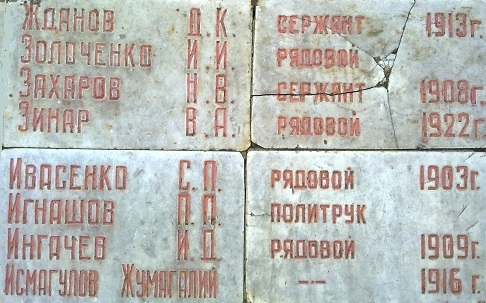 Жданов Д.К. сержант 1913г.
Золоченко И И рядовой
Захаров Н.В сержант 1908г.
Зинар В.А. рядовой 1922г.
Ивасенко С.П. рядовой 1903г.
Игнашов П.П. политрук
Ингачев И.Д. рядовой 1909г.
Исмагулов Жумагалий —"— 1916 г.